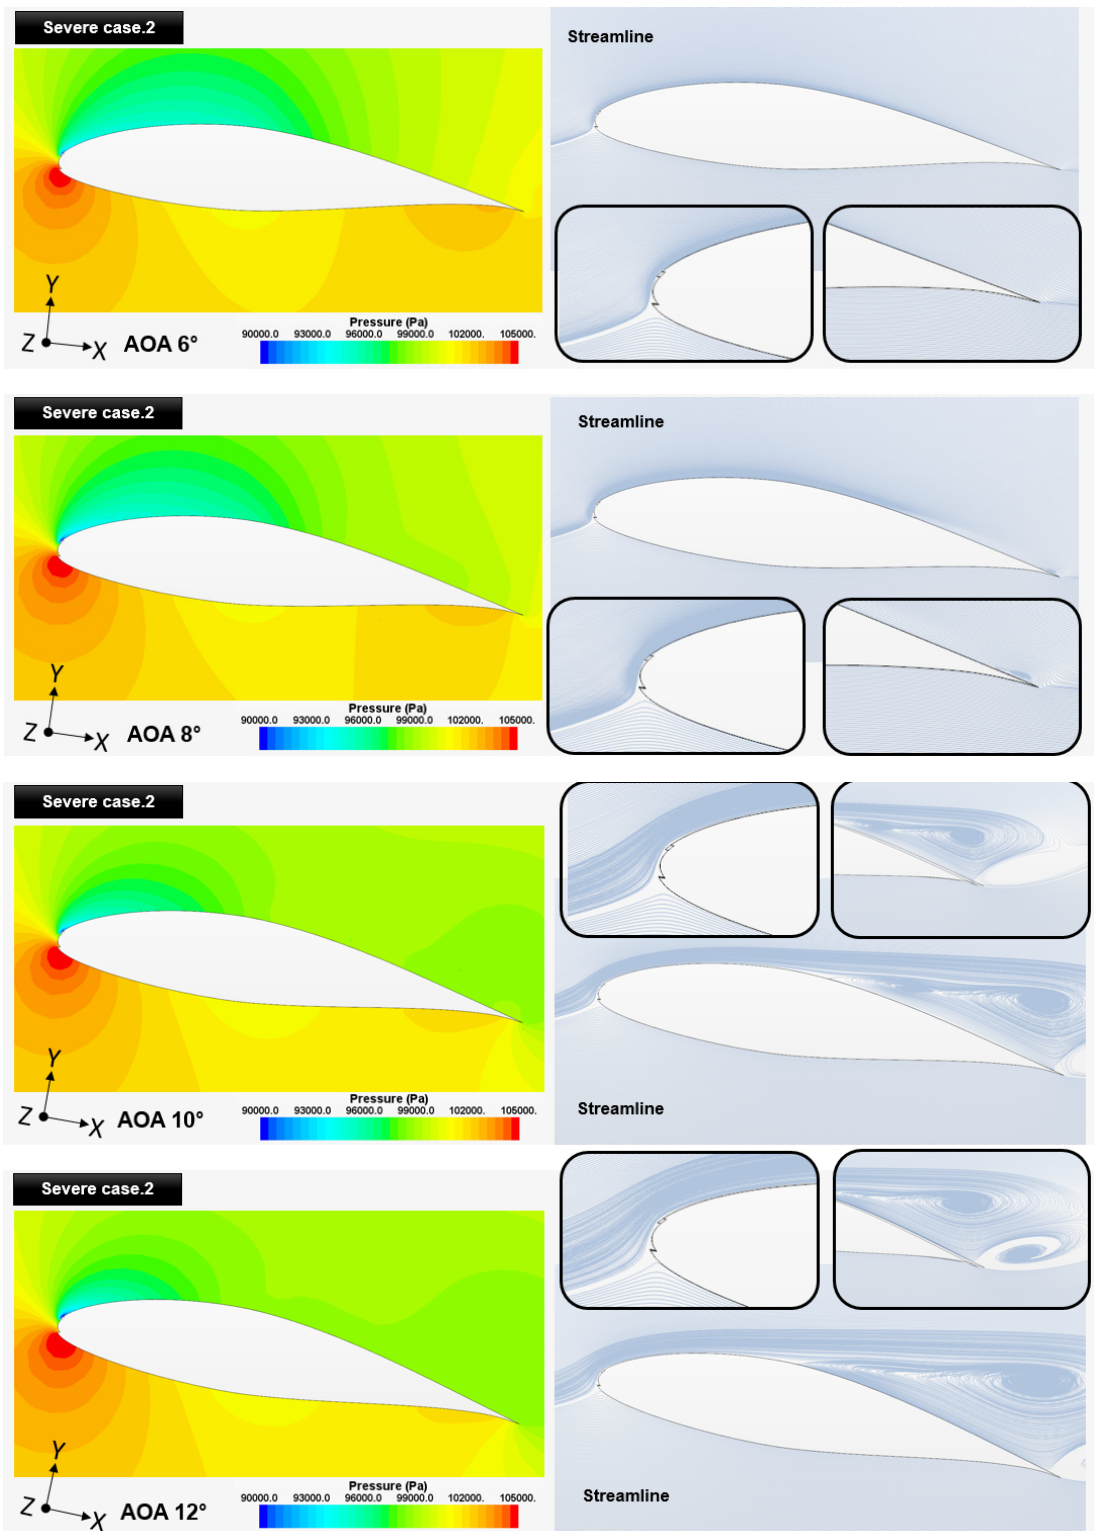 Severe case.2
Streamline
Y
Z
X
AOA 6°
Pressure (Pa)
90000.0 93000.0 96000.0 99000.0 102000. 105000.
Severe case.2
Streamline
Y
Z
X
AOA 8°
Pressure (Pa)
90000.0 93000.0 96000.0 99000.0 102000. 105000.
Severe case.2
Y
Z
X
AOA 10°
Pressure (Pa)
90000.0 93000.0 96000.0 99000.0 102000. 105000.
Streamline
Severe case.2
Y
Z
X
AOA 12°
Pressure (Pa)
90000.0 93000.0 96000.0 99000.0 102000. 105000.
Streamline